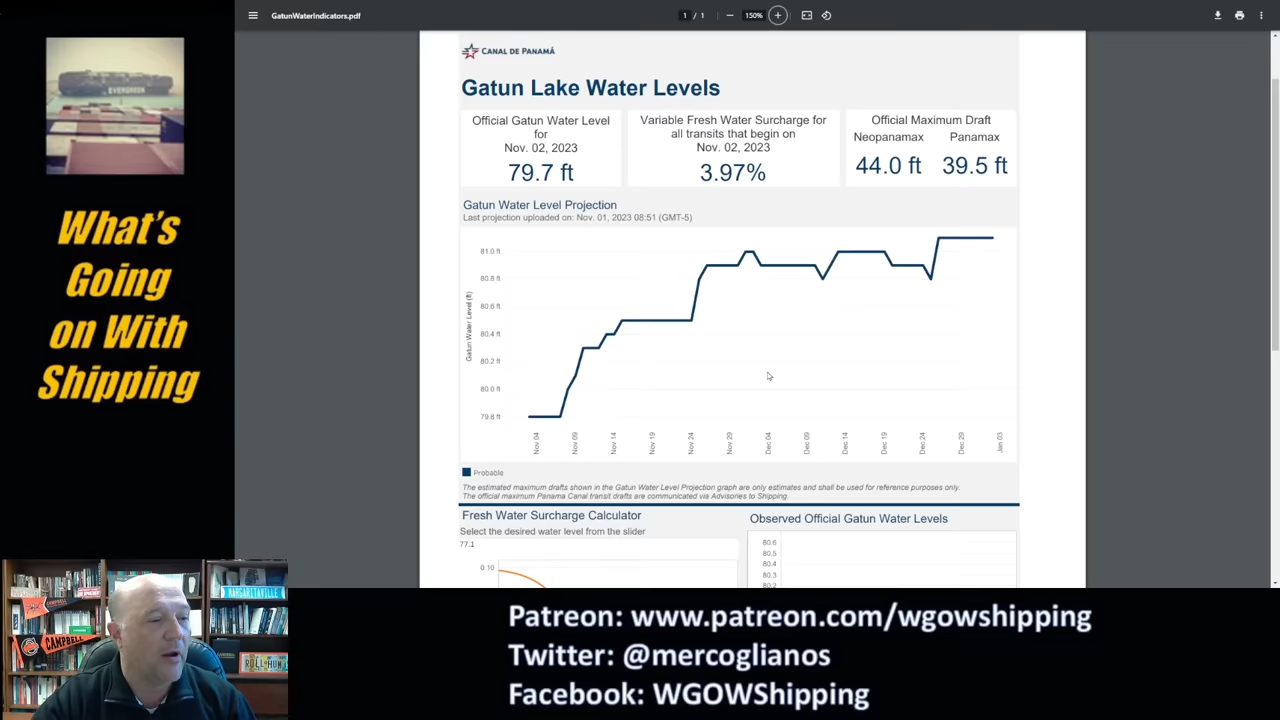 GatunWaterIndicators.pdf
1 / 1
150%
EVERGREEN
What's
Going
on With
Shipping
CANAL DE PANAMÁ
Gatun Lake Water Levels
Official Gatun Water Level
for
Nov. 02, 2023
79.7 ft
Variable Fresh Water Surcharge for
all transits that begin on
Nov. 02, 2023
3.97%
Official Maximum Draft
Neopanamax Panamax
44.0 ft 39.5 ft
Gatun Water Level Projection
Last projection uploaded on: Nov. 01, 2023 08:51 (GMT-5)
Gatun Water Level (ft)
81.0 ft
80.8 ft
80.6 ft
80.4 ft
80.2 ft
80.0 ft
79.8 ft
Nov 04
Nov 09
Nov 14
Nov 19
Nov 24
Nov 29
Dec 04
Dec 09
Dec 14
Dec 19
Dec 24
Dec 29
Jan 03
Probable
The estimated maximum drafts shown in the Gatun Water Level Projection graph are only estimates and shall be used for reference purposes only.
The official maximum Panama Canal transit drafts are communicated via Advisories to Shipping.
Fresh Water Surcharge Calculator
Select the desired water level from the slider
77.1
0.10
Observed Official Gatun Water Levels
80.6
80.5
80.4
80.3
80.2
MARGARITAVILLE
CAMPBELL
ROLL HUM
Patreon: www.patreon.com/wgowshipping
Twitter: @mercoglianos
Facebook: WGOWShipping